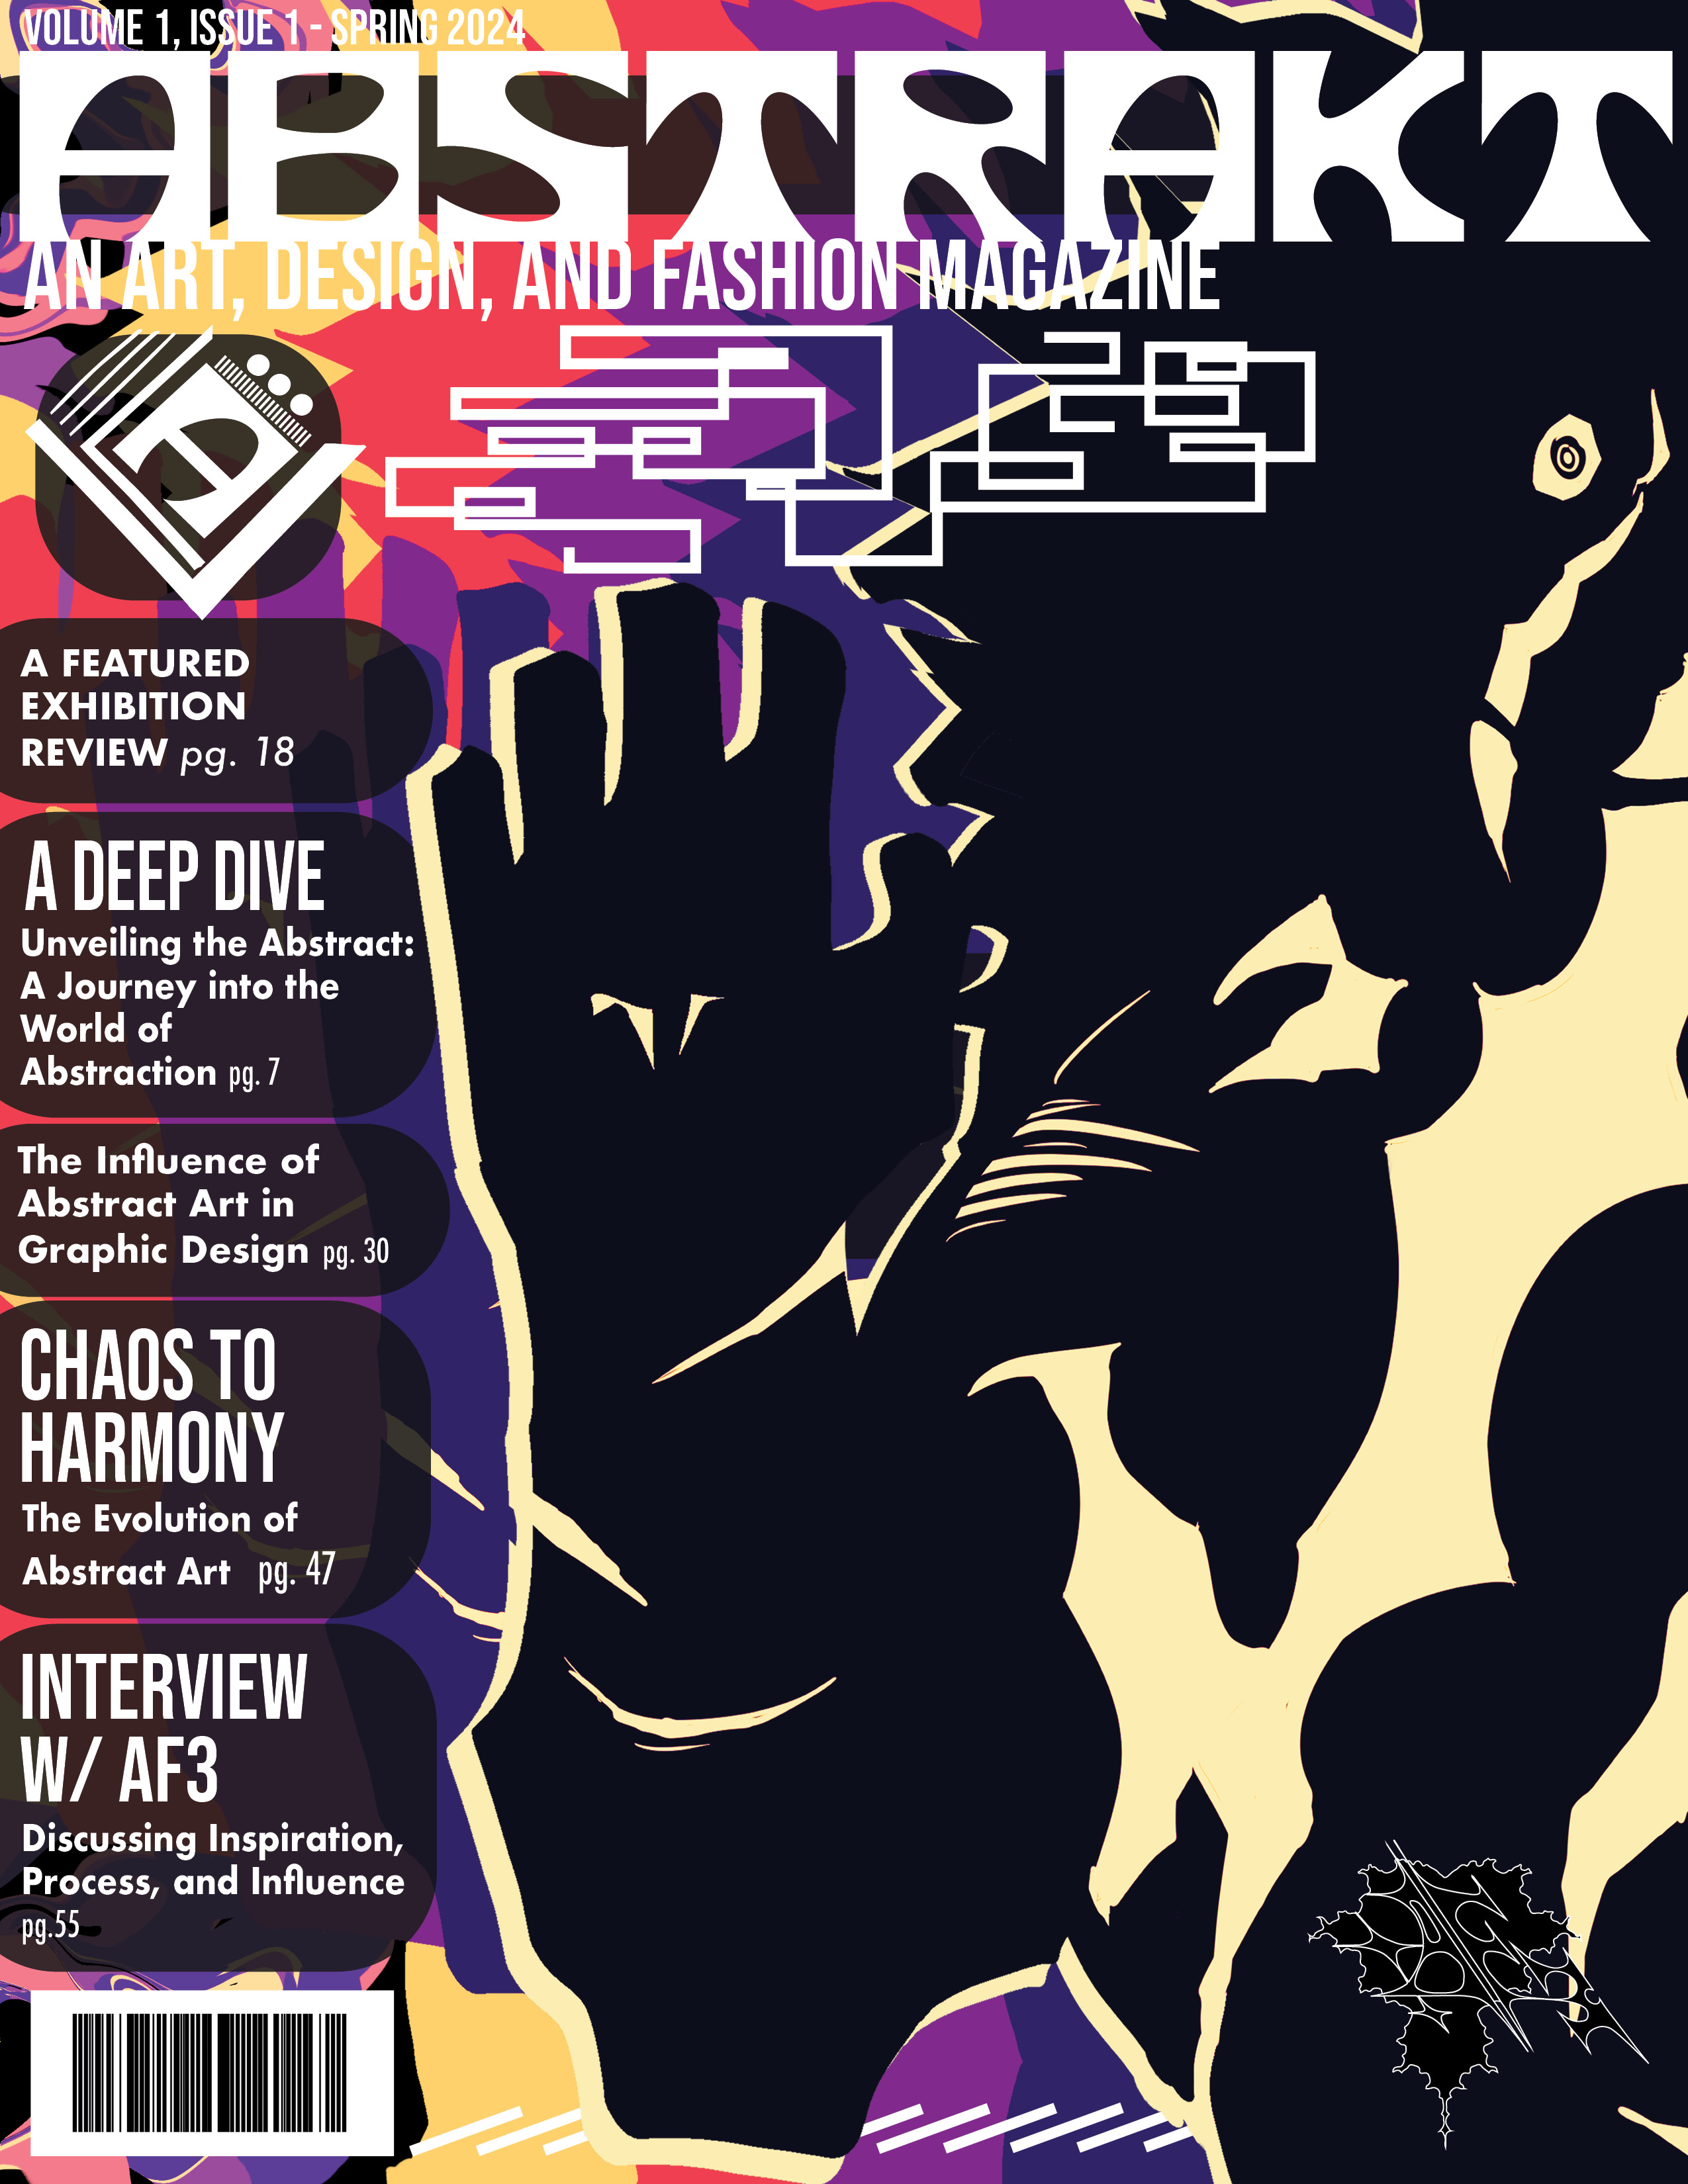 VOLUME 1, ISSUE 1 - SPRING 2024
ABSTRAKT
AN ART, DESIGN, AND FASHION MAGAZINE
A FEATURED
EXHIBITION
REVIEW pg. 18
A DEEP DIVE
Unveiling the Abstract:
A Journey into the
World of
Abstraction pg. 7
The Influence of
Abstract Art in
Graphic Design pg. 30
CHAOS TO
HARMONY
The Evolution of
Abstract Art pg. 47
INTERVIEW
W/ AF3
Discussing Inspiration,
Process, and Influence
pg.55